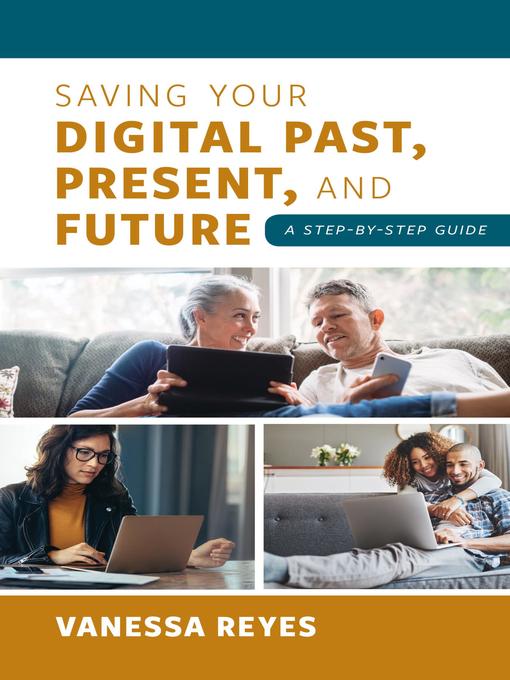 SAVING YOUR
DIGITAL PAST,
PRESENT, AND
FUTURE
A STEP-BY-STEP GUIDE
VANESSA REYES